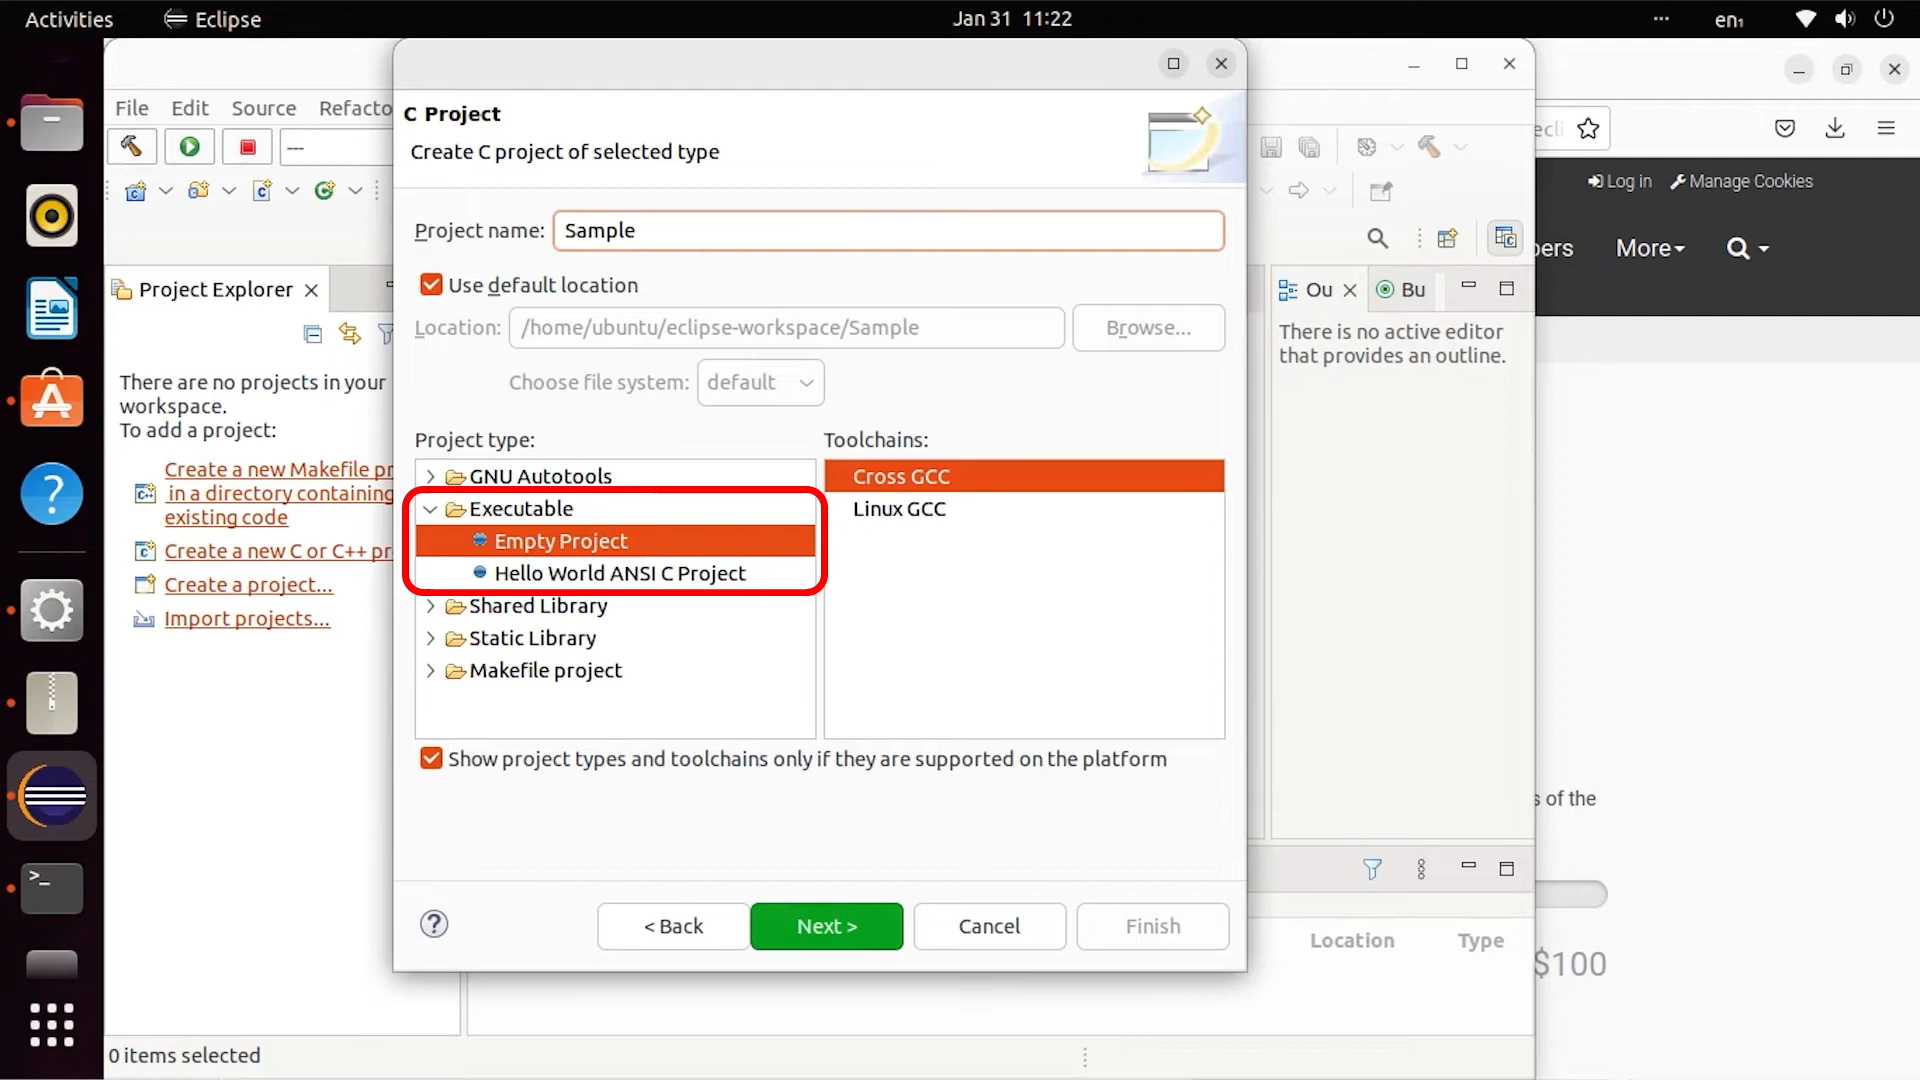 Activities Eclipse Jan 31 11:22 en₁
File Edit Source Refacto
C Project
Create C project of selected type
Project name: Sample
Use default location
Location: /home/ubuntu/eclipse-workspace/Sample Browse...
Choose file system: default
Project type: Toolchains:
GNU Autotools
Executable
Empty Project
Hello World ANSI C Project
Shared Library
Static Library
Makefile project
Cross GCC
Linux GCC
Show project types and toolchains only if they are supported on the platform
< Back Next > Cancel Finish
Project Explorer
There are no projects in your
workspace.
To add a project:
Create a new Makefile pr
in a directory containing
existing code
Create a new C or C++ pr
Create a project...
Import projects...
0 items selected
Ou Bu
There is no active editor
that provides an outline.
Location Type
ecli
Log in Manage Cookies
bers More
s of the
$100